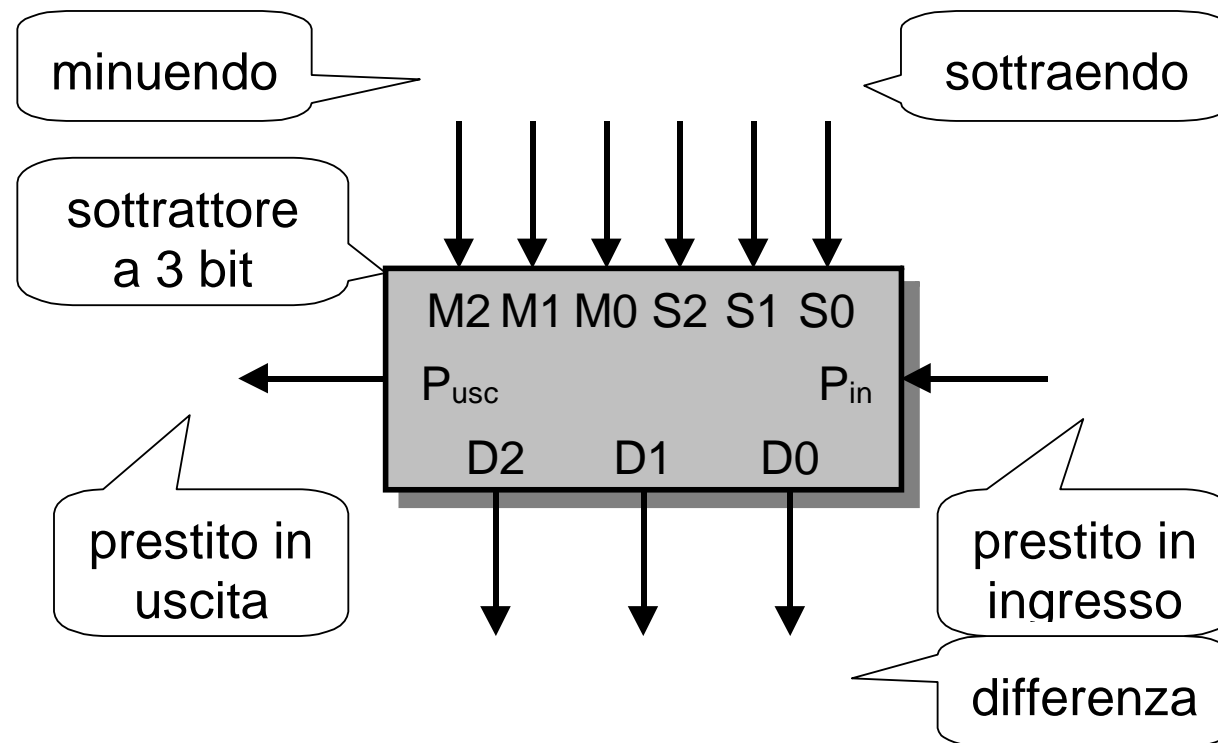 minuendo
sottraendo
sottrattore
a 3 bit
M2 M1 M0 S2 S1 S0
Pusc
Pin
D2 D1 D0
prestito in
uscita
prestito in
ingresso
differenza